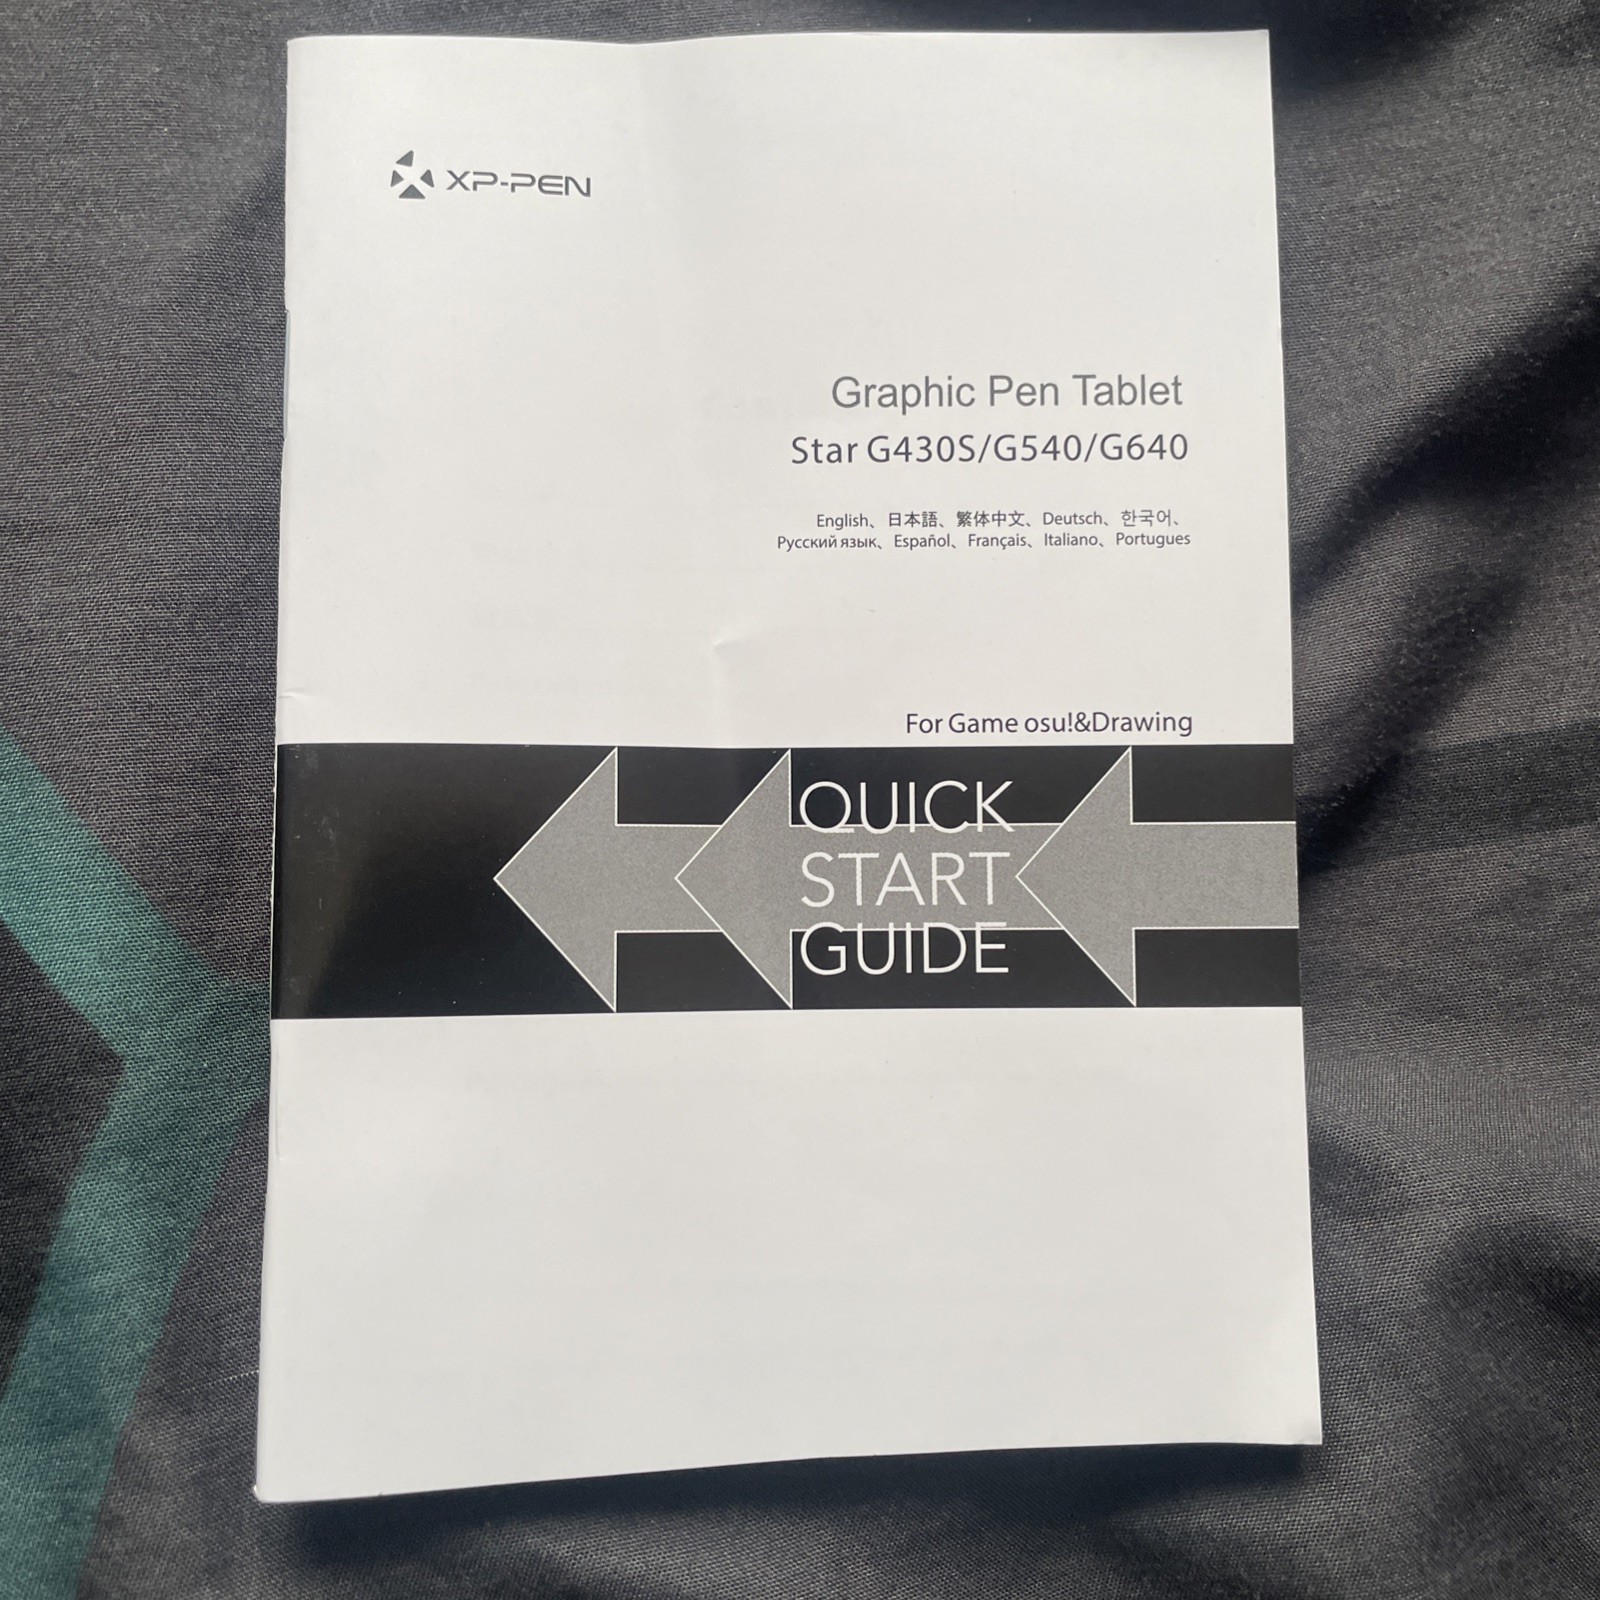 XP-PEN
Graphic Pen Tablet
Star G430S/G540/G640
English、日本語、繁体中文、Deutsch、한국어、
Русский язык、Español、Français、Italiano、Portugues
For Game osu!&Drawing
QUICK
START
GUIDE